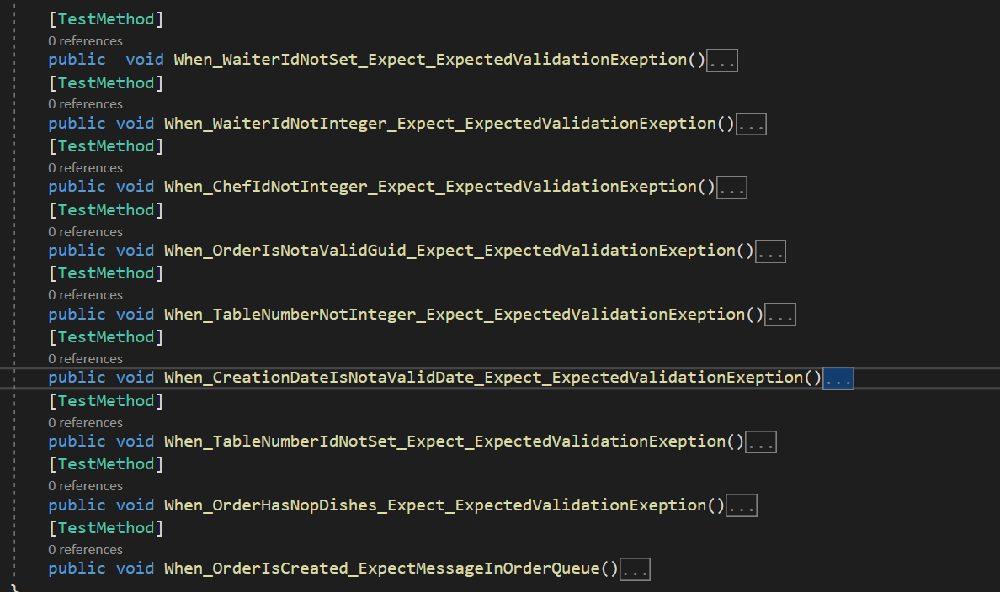 [TestMethod]
0 references
public  void When_WaiterIdNotSet_Expect_ExpectedValidationExeption()...
[TestMethod]
0 references
public void When_WaiterIdNotInteger_Expect_ExpectedValidationExeption()...
[TestMethod]
0 references
public void When_ChefIdNotInteger_Expect_ExpectedValidationExeption()...
[TestMethod]
0 references
public void When_OrderIsNotaValidGuid_Expect_ExpectedValidationExeption()...
[TestMethod]
0 references
public void When_TableNumberNotInteger_Expect_ExpectedValidationExeption()...
[TestMethod]
0 references
public void When_CreationDateIsNotaValidDate_Expect_ExpectedValidationExeption()...
[TestMethod]
0 references
public void When_TableNumberIdNotSet_Expect_ExpectedValidationExeption()...
[TestMethod]
0 references
public void When_OrderHasNopDishes_Expect_ExpectedValidationExeption()...
[TestMethod]
0 references
public void When_OrderIsCreated_ExpectMessageInOrderQueue()...
}